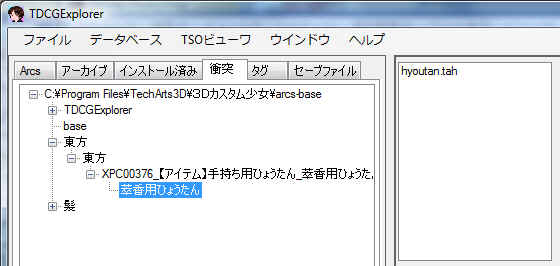 TDCGExplorer
ファイル データベース TSOビューワ ウインドウ ヘルプ
Arcs アーカイブ インストール済み 衝突 タグ セーブファイル
C:¥Program Files¥TechArts3D¥3Dカスタム少女¥arcs-base
TDCGExplorer
base
東方
東方
XPC00376_【アイテム】手持ち用ひょうたん_萃香用ひょうた
萃香用ひょうたん
髪
hyoutan.tah